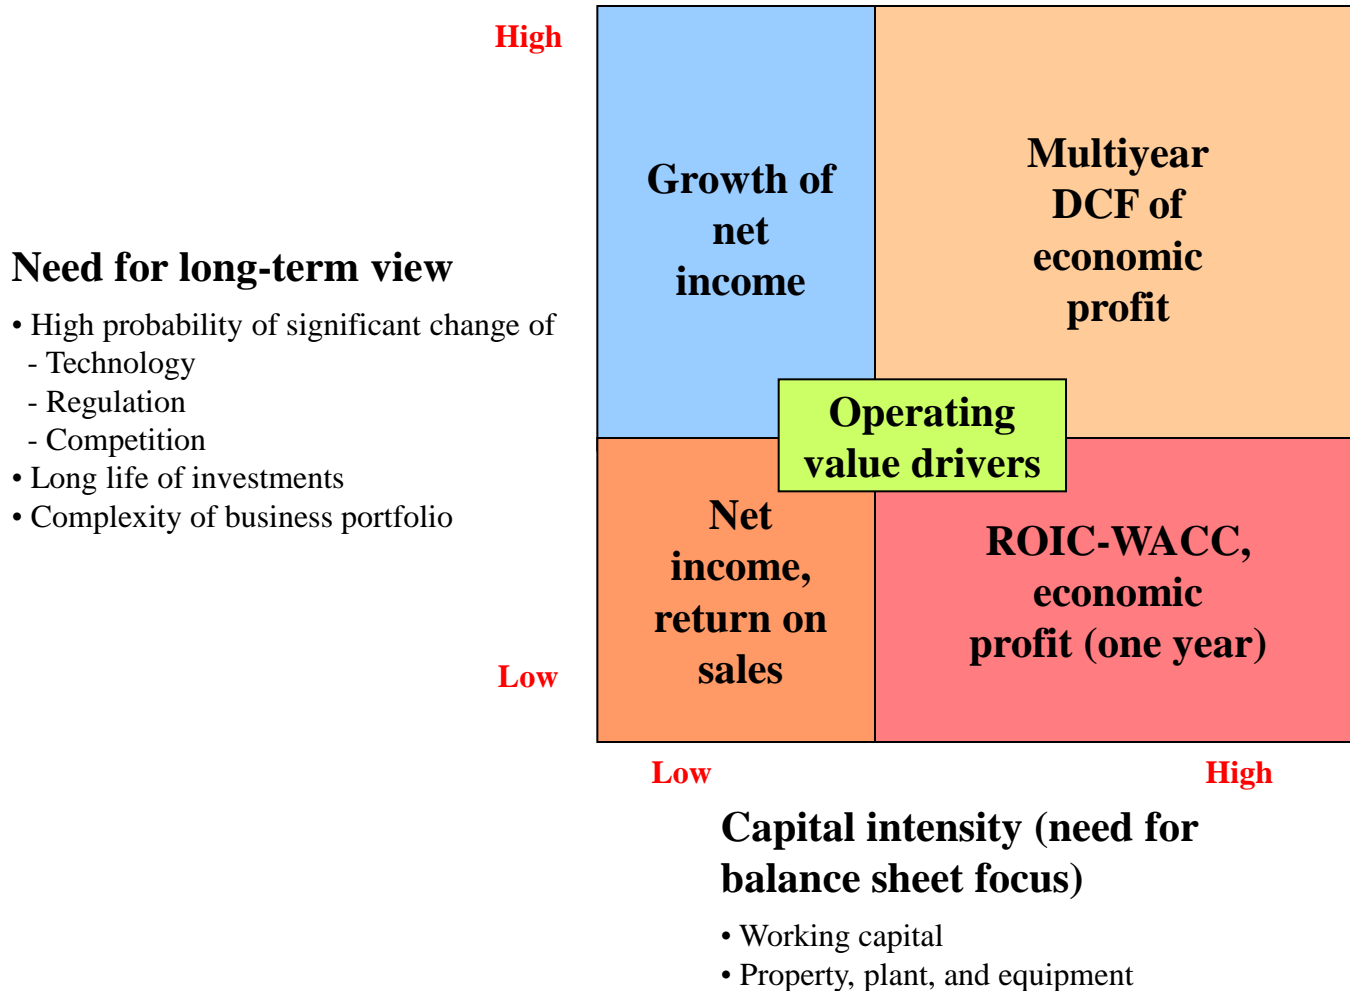 High
Growth of
net
income
Multiyear
DCF of
economic
profit
Need for long-term view
• High probability of significant change of
- Technology
- Regulation
- Competition
• Long life of investments
• Complexity of business portfolio
Operating
value drivers
Net
income,
return on
sales
ROIC-WACC,
economic
profit (one year)
Low
Low
High
Capital intensity (need for
balance sheet focus)
• Working capital
• Property, plant, and equipment